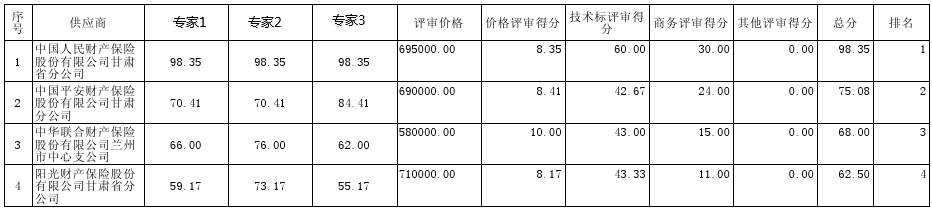 序号 供应商 专家1 专家2 专家3 评审价格 价格评审得分 技术标评审得分 商务评审得分 其他评审得分 总分 排名
1 中国人民财产保险股份有限公司甘肃省分公司 98.35 98.35 98.35 695000.00 8.35 60.00 30.00 0.00 98.35 1
2 中国平安财产保险股份有限公司甘肃分公司 70.41 70.41 84.41 690000.00 8.41 42.67 24.00 0.00 75.08 2
3 中华联合财产保险股份有限公司兰州市中心支公司 66.00 76.00 62.00 580000.00 10.00 43.00 15.00 0.00 68.00 3
4 阳光财产保险股份有限公司甘肃省分公司 59.17 73.17 55.17 710000.00 8.17 43.33 11.00 0.00 62.50 4